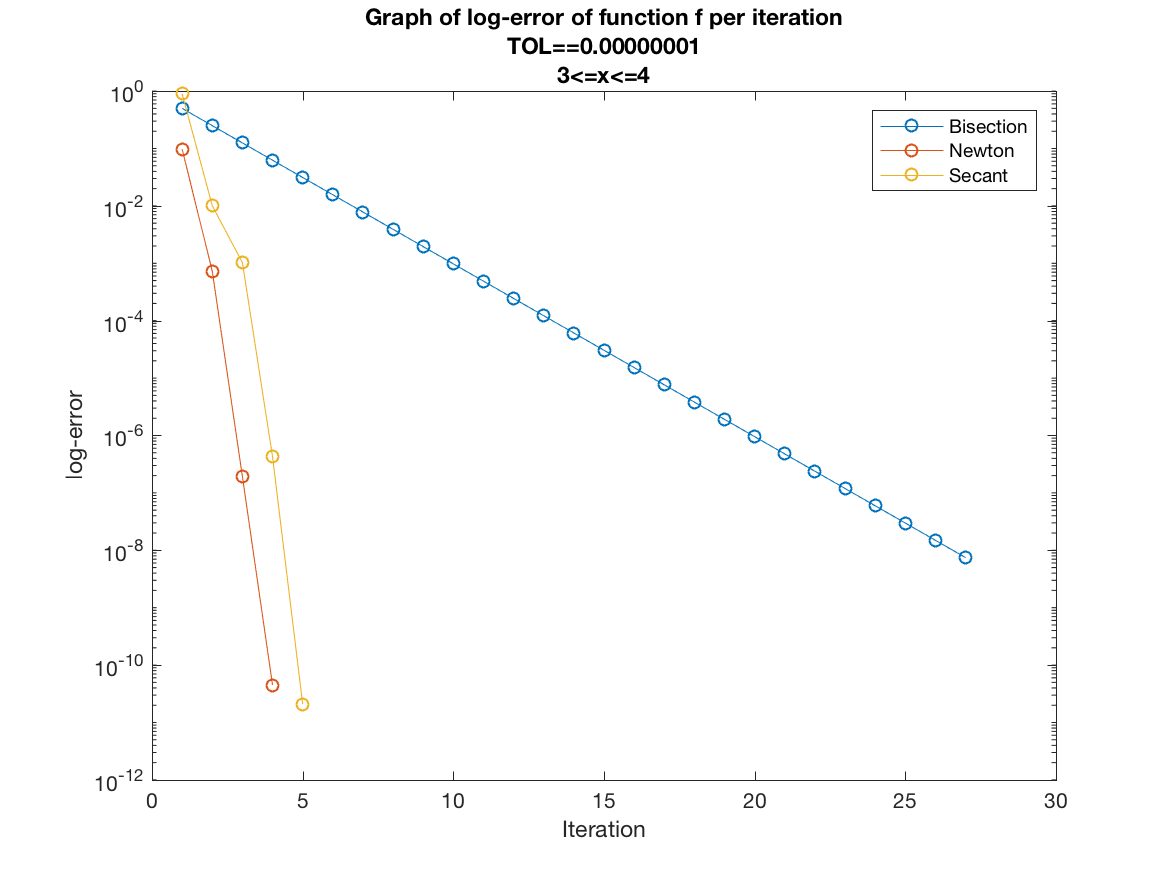 Graph of log-error of function f per iteration
TOL==0.00000001
3<=x<=4
10^0
10^-2
10^-4
10^-6
10^-8
10^-10
10^-12
log-error
Bisection
Newton
Secant
0 5 10 15 20 25 30
Iteration